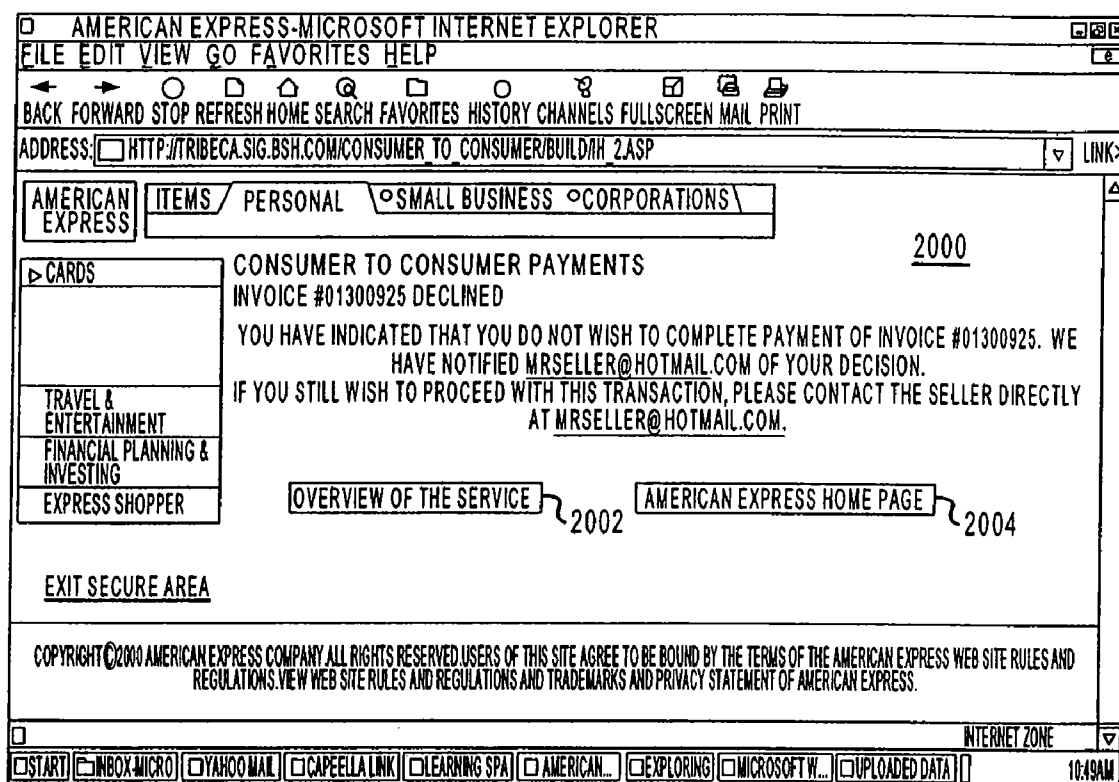 AMERICAN EXPRESS-MICROSOFT INTERNET EXPLORER
FILE EDIT VIEW GO FAVORITES HELP
BACK FORWARD STOP REFRESH HOME SEARCH FAVORITES HISTORY CHANNELS FULLSCREEN MAIL PRINT
ADDRESS: HTTP://TRIBECA.SIG.BSH.COM/CONSUMER_TO_CONSUMER/BUILD/IH_2.ASP LINK>
AMERICAN EXPRESS
ITEMS PERSONAL SMALL BUSINESS CORPORATIONS
2000
CARDS
TRAVEL &
ENTERTAINMENT
FINANCIAL PLANNING &
INVESTING
EXPRESS SHOPPER
CONSUMER TO CONSUMER PAYMENTS
INVOICE #01300925 DECLINED
YOU HAVE INDICATED THAT YOU DO NOT WISH TO COMPLETE PAYMENT OF INVOICE #01300925. WE
HAVE NOTIFIED MRSELLER@HOTMAIL.COM OF YOUR DECISION.
IF YOU STILL WISH TO PROCEED WITH THIS TRANSACTION, PLEASE CONTACT THE SELLER DIRECTLY
AT MRSELLER@HOTMAIL.COM.
OVERVIEW OF THE SERVICE 2002 AMERICAN EXPRESS HOME PAGE 2004
EXIT SECURE AREA
COPYRIGHT ©2000 AMERICAN EXPRESS COMPANY. ALL RIGHTS RESERVED.USERS OF THIS SITE AGREE TO BE BOUND BY THE TERMS OF THE AMERICAN EXPRESS WEB SITE RULES AND
REGULATIONS.VIEW WEB SITE RULES AND REGULATIONS AND TRADEMARKS AND PRIVACY STATEMENT OF AMERICAN EXPRESS.
INTERNET ZONE
START INBOX-MICRO YAHOO MAIL CAPEELLA LINK LEARNING SPA AMERICAN... EXPLORING MICROSOFT W... UPLOADED DATA 10:49AM